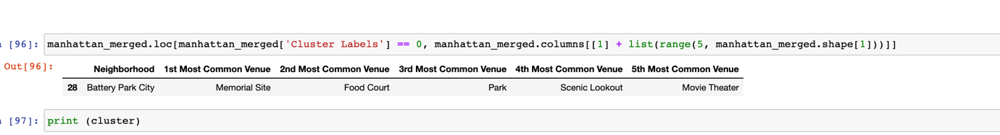 [96]: manhattan_merged.loc[manhattan_merged['Cluster Labels'] == 0, manhattan_merged.columns[[1] + list(range(5, manhattan_merged.shape[1]))]]
Out[96]:
Neighborhood 1st Most Common Venue 2nd Most Common Venue 3rd Most Common Venue 4th Most Common Venue 5th Most Common Venue
28 Battery Park City Memorial Site Food Court Park Scenic Lookout Movie Theater
[97]: print (cluster)